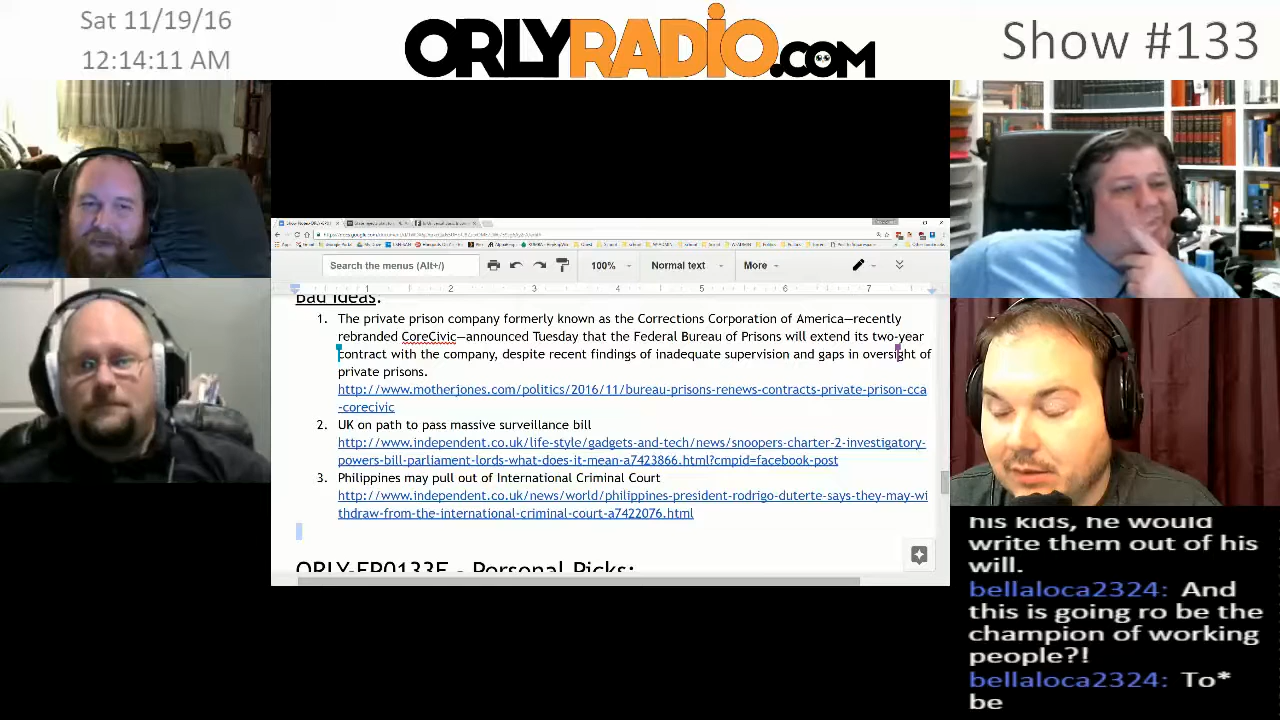 Sat 11/19/16
12:14:11 AM
ORLYRADIO.COM
Show #133
Search the menus (Alt+/)
100%
Normal text
More
1 2 3 4 5 6 7
Bad Ideas:
1. The private prison company formerly known as the Corrections Corporation of America—recently
rebranded CoreCivic—announced Tuesday that the Federal Bureau of Prisons will extend its two-year
contract with the company, despite recent findings of inadequate supervision and gaps in oversight of
private prisons.
http://www.motherjones.com/politics/2016/11/bureau-prisons-renews-contracts-private-prison-cca
-corecivic
2. UK on path to pass massive surveillance bill
http://www.independent.co.uk/life-style/gadgets-and-tech/news/snoopers-charter-2-investigatory-
powers-bill-parliament-lords-what-does-it-mean-a7423866.html?cmpid=facebook-post
3. Philippines may pull out of International Criminal Court
http://www.independent.co.uk/news/world/philippines-president-rodrigo-duterte-says-they-may-wi
thdraw-from-the-international-criminal-court-a7422076.html
ORLY-EP0133F - Personal Picks:
his kids, he would
write them out of his
will.
bellaloca2324: And
this is going ro be the
champion of working
people?!
bellaloca2324: To*
be